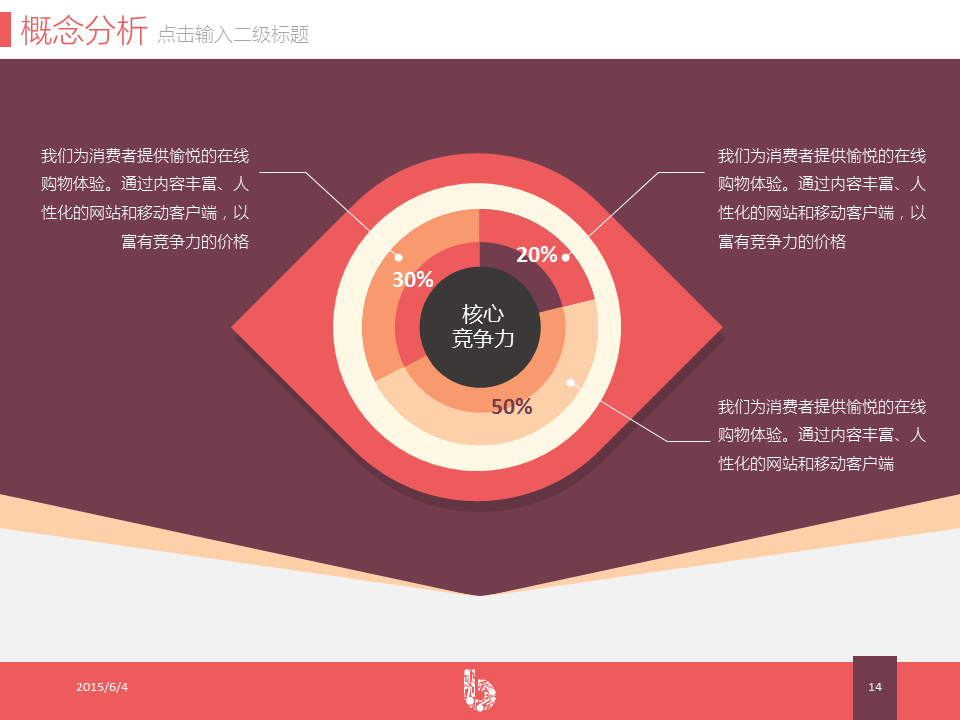 概念分析 点击输入二级标题
我们为消费者提供愉悦的在线
购物体验。通过内容丰富、人
性化的网站和移动客户端，以
富有竞争力的价格
我们为消费者提供愉悦的在线
购物体验。通过内容丰富、人
性化的网站和移动客户端，以
富有竞争力的价格
20%
30%
核心
竞争力
50%
我们为消费者提供愉悦的在线
购物体验。通过内容丰富、人
性化的网站和移动客户端
2015/6/4
14